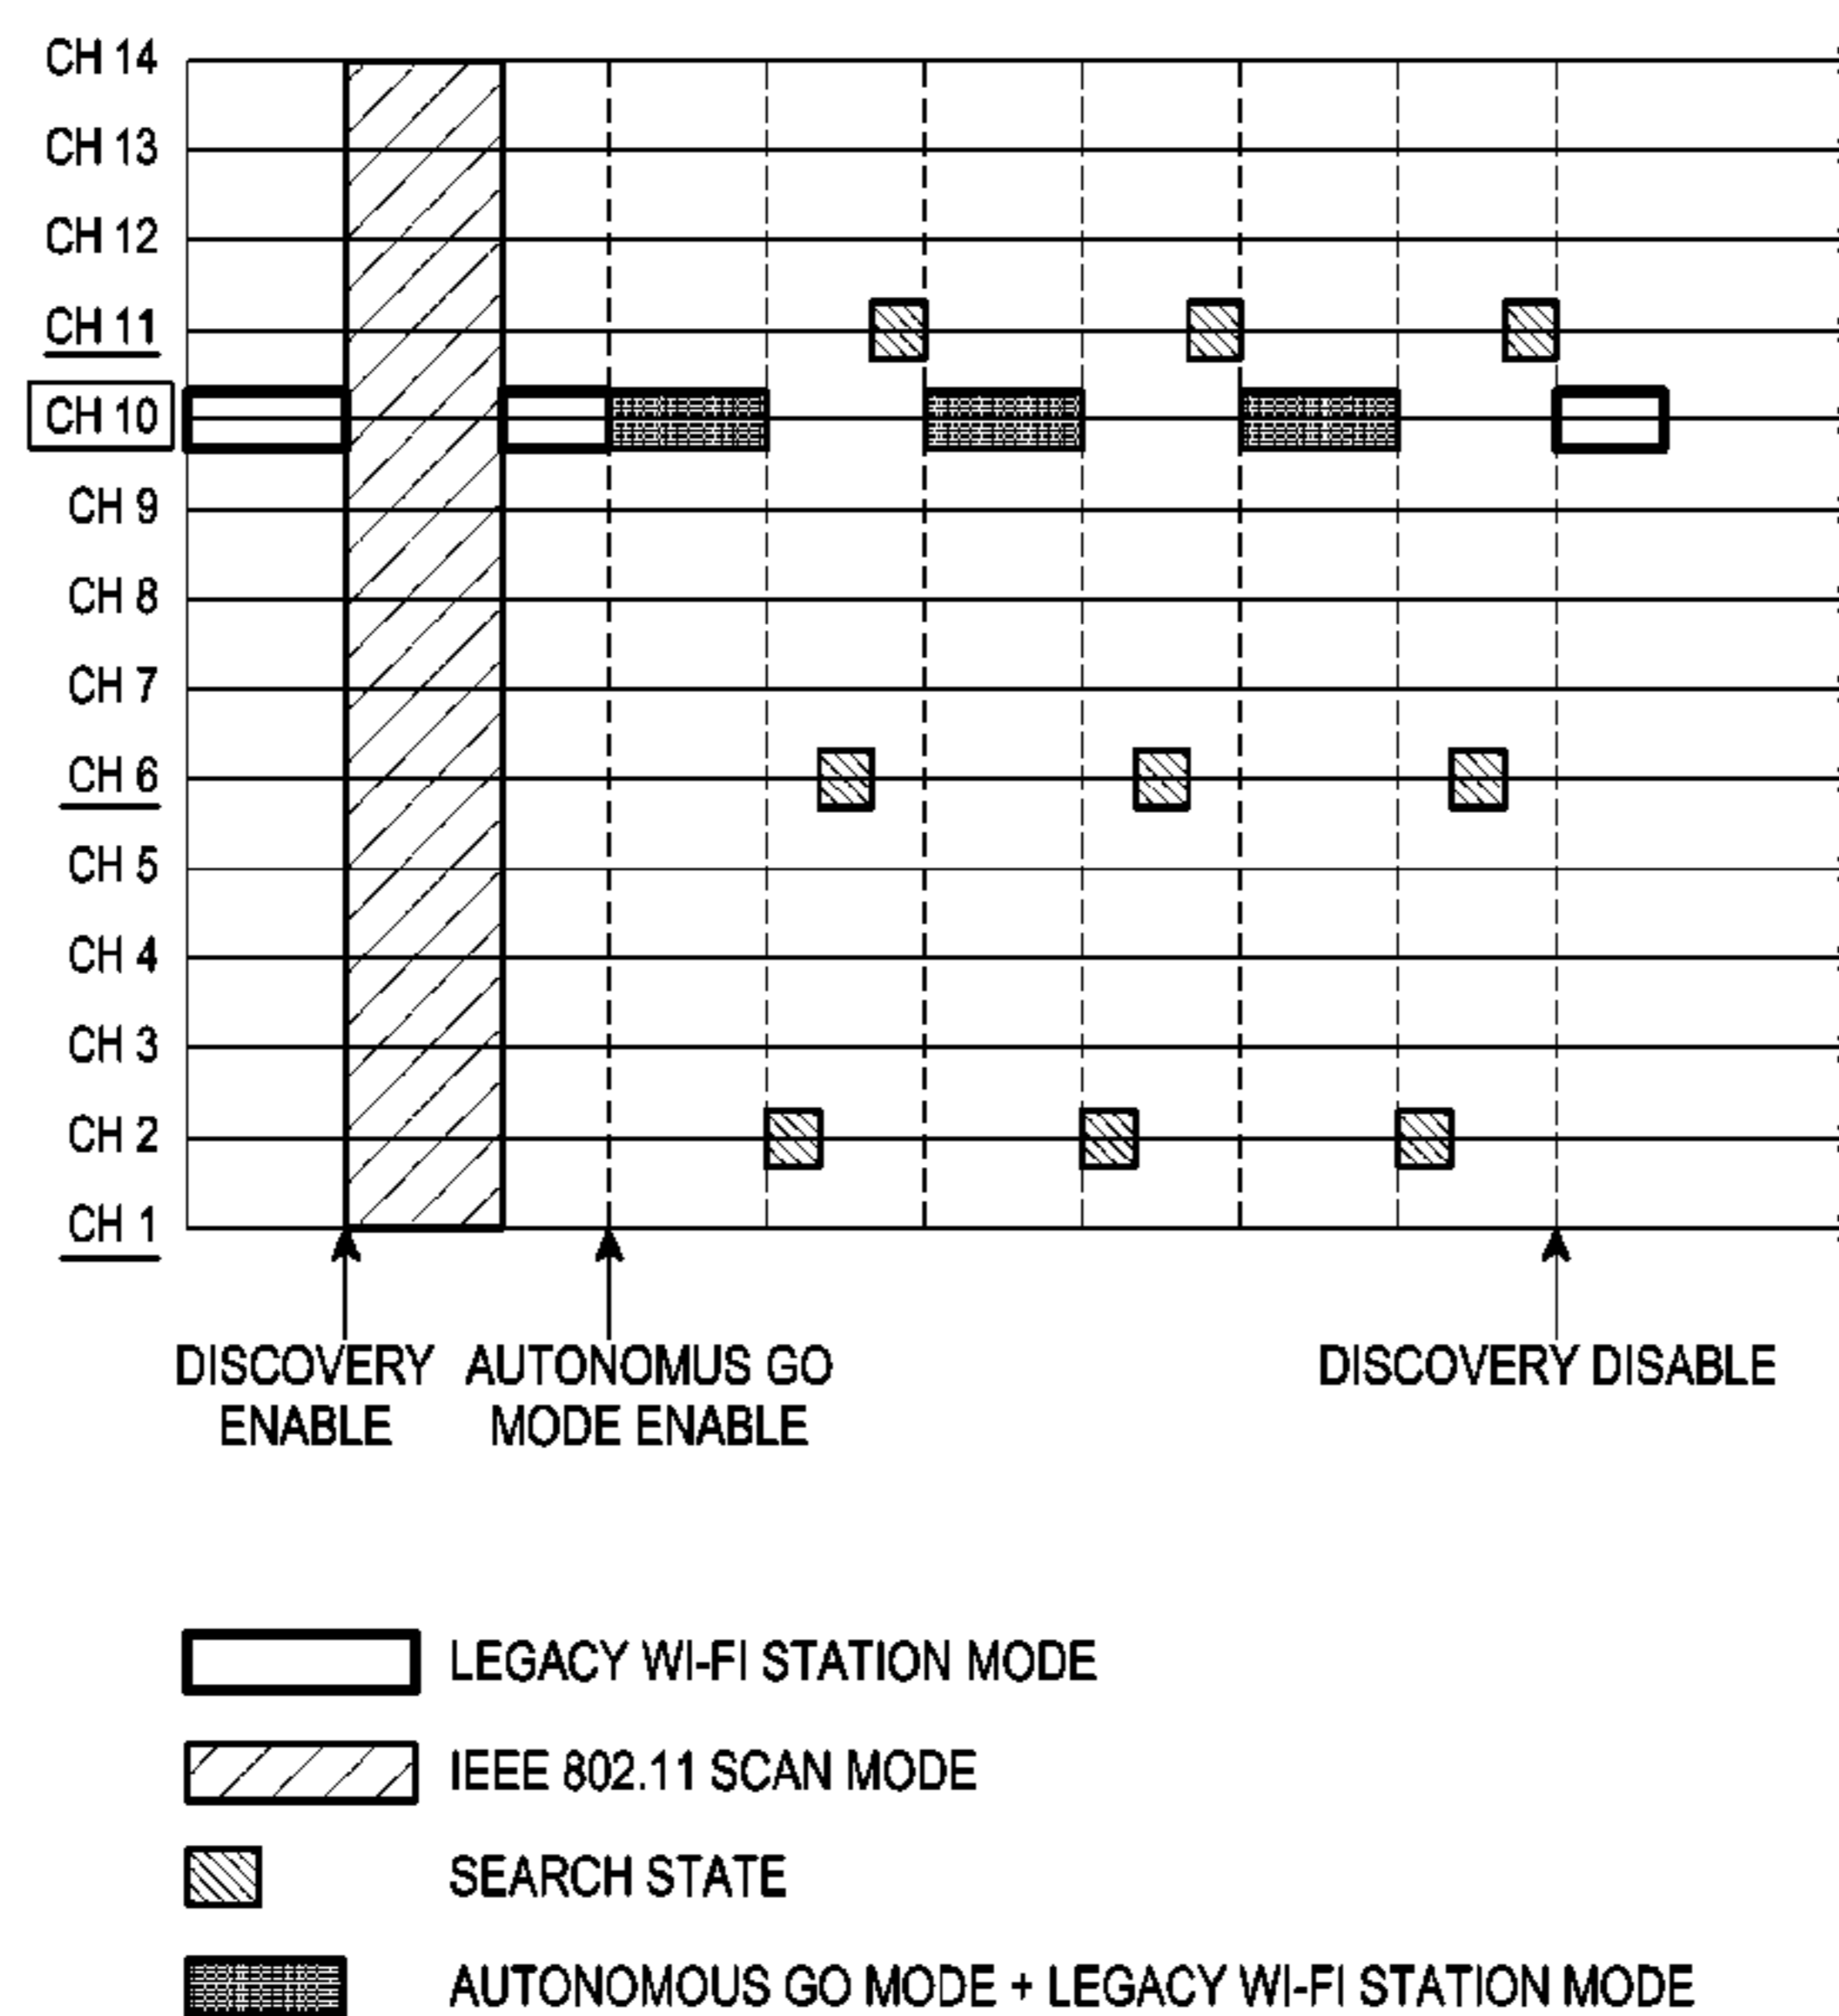 CH 14
CH 13
CH 12
CH 11
CH 10
CH 9
CH 8
CH 7
CH 6
CH 5
CH 4
CH 3
CH 2
CH 1
DISCOVERY
ENABLE
AUTONOMUS GO
MODE ENABLE
DISCOVERY DISABLE
LEGACY WI-FI STATION MODE
IEEE 802.11 SCAN MODE
SEARCH STATE
AUTONOMOUS GO MODE + LEGACY WI-FI STATION MODE